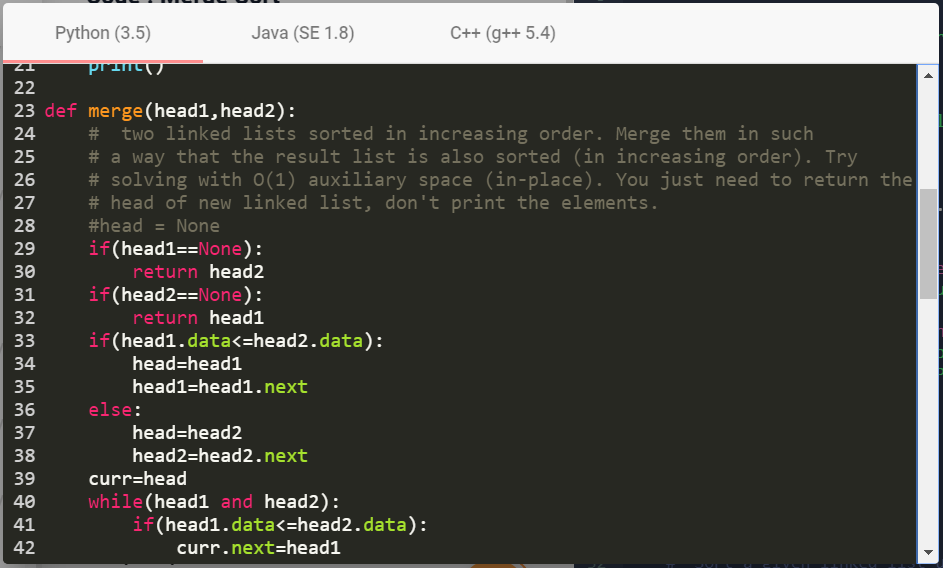 Code : Merge Sort
Python (3.5) Java (SE 1.8) C++ (g++ 5.4)
21 print()
22
23 def merge(head1,head2):
24 #  two linked lists sorted in increasing order. Merge them in such
25 # a way that the result list is also sorted (in increasing order). Try
26 # solving with O(1) auxiliary space (in-place). You just need to return the
27 # head of new linked list, don't print the elements.
28 #head = None
29 if(head1==None):
30 return head2
31 if(head2==None):
32 return head1
33 if(head1.data<=head2.data):
34 head=head1
35 head1=head1.next
36 else:
37 head=head2
38 head2=head2.next
39 curr=head
40 while(head1 and head2):
41 if(head1.data<=head2.data):
42 curr.next=head1